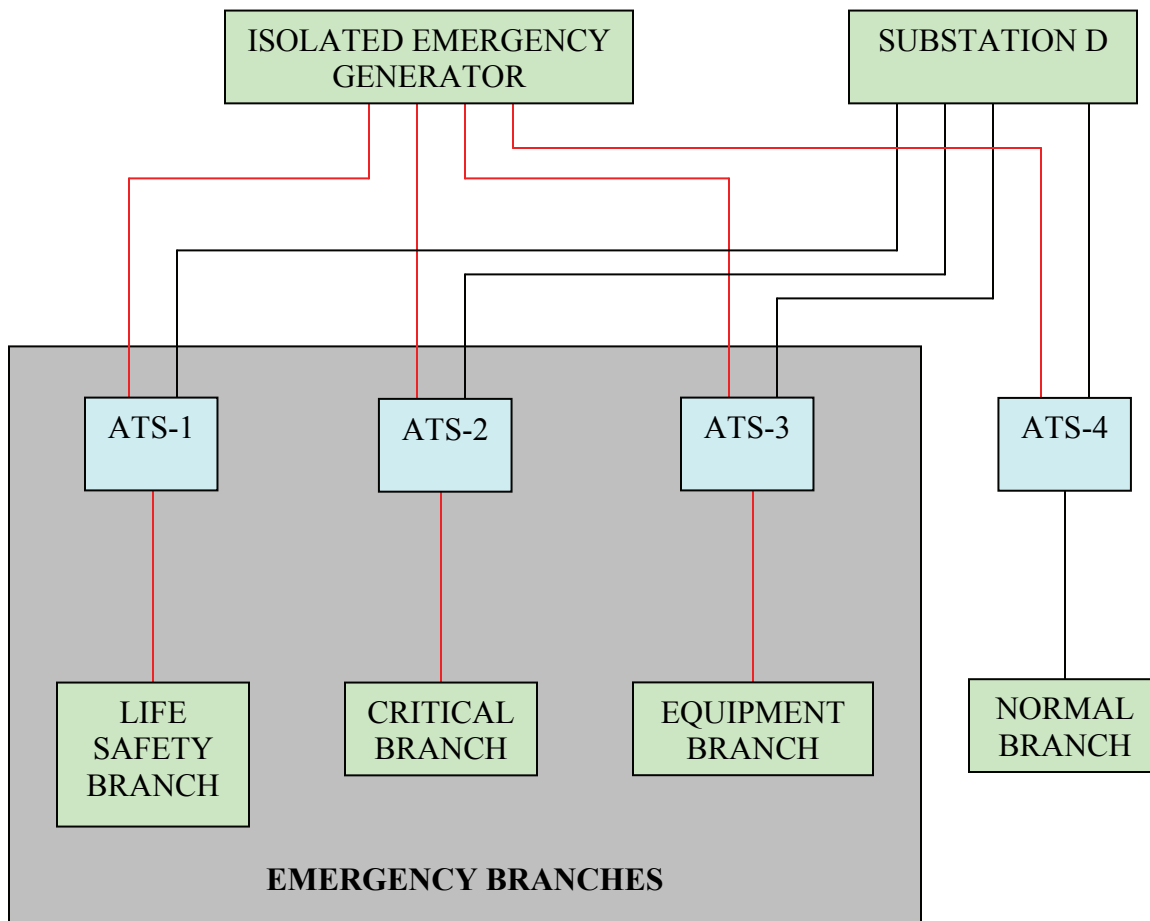 ISOLATED EMERGENCY
GENERATOR
SUBSTATION D
ATS-1
ATS-2
ATS-3
ATS-4
LIFE
SAFETY
BRANCH
CRITICAL
BRANCH
EQUIPMENT
BRANCH
NORMAL
BRANCH
EMERGENCY BRANCHES